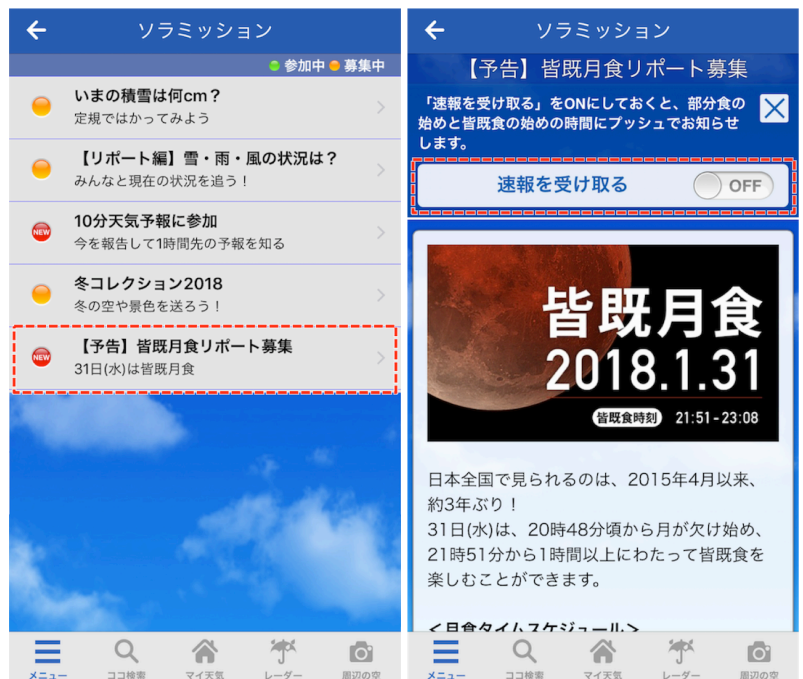 ソラミッション
参加中 募集中
いまの積雪は何cm？
定規ではかってみよう
【リポート編】雪・雨・風の状況は？
みんなと現在の状況を追う！
NEW
10分天気予報に参加
今を報告して1時間先の予報を知る
冬コレクション2018
冬の空や景色を送ろう！
NEW
【予告】皆既月食リポート募集
31日(水)は皆既月食
メニュー ココ検索 マイ天気 レーダー 周辺の空
ソラミッション
【予告】皆既月食リポート募集
「速報を受け取る」をONにしておくと、部分食の
始めと皆既食の始めの時間にプッシュでお知らせ
します。
速報を受け取る OFF
皆既月食
2018.1.31
皆既食時刻 21:51-23:08
日本全国で見られるのは、2015年4月以来、
約3年ぶり！
31日(水)は、20時48分頃から月が欠け始め、
21時51分から1時間以上にわたって皆既食を
楽しむことができます。
＜月食タイムスケジュール＞
メニュー ココ検索 マイ天気 レーダー 周辺の空